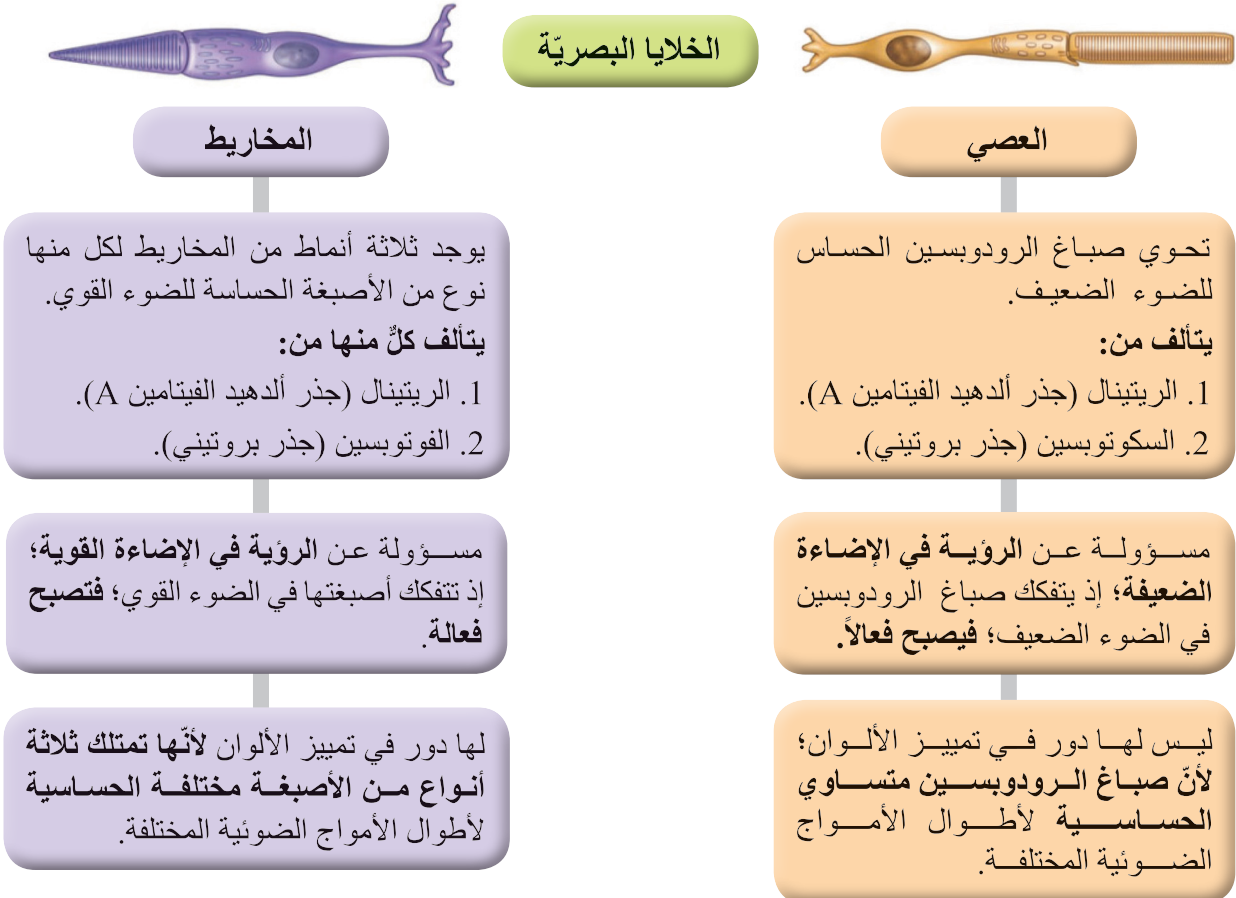 الخلايا البصريّة
العصي
تحوي صباغ الرودوبسين الحساس
للضوء الضعيف.
يتألف من:
1. الريتينال (جذر ألدهيد الفيتامين A).
2. السكوتوبسين (جذر بروتيني).
مسؤولة عن الرؤية في الإضاءة
الضعيفة؛ إذ يتفكك صباغ الرودوبسين
في الضوء الضعيف؛ فيصبح فعالاً.
ليس لها دور في تمييز الألوان؛
لأنّ صباغ الرودوبسين متساوي
الحساسية لأطوال الأمواج
الضوئية المختلفة.
المخاريط
يوجد ثلاثة أنماط من المخاريط لكل منها
نوع من الأصبغة الحساسة للضوء القوي.
يتألف كلٌّ منها من:
1. الريتينال (جذر ألدهيد الفيتامين A).
2. الفوتوبسين (جذر بروتيني).
مسؤولة عن الرؤية في الإضاءة القوية؛
إذ تتفكك أصبغتها في الضوء القوي؛ فتصبح
فعالة.
لها دور في تمييز الألوان لأنّها تمتلك ثلاثة
أنواع من الأصبغة مختلفة الحساسية
لأطوال الأمواج الضوئية المختلفة.